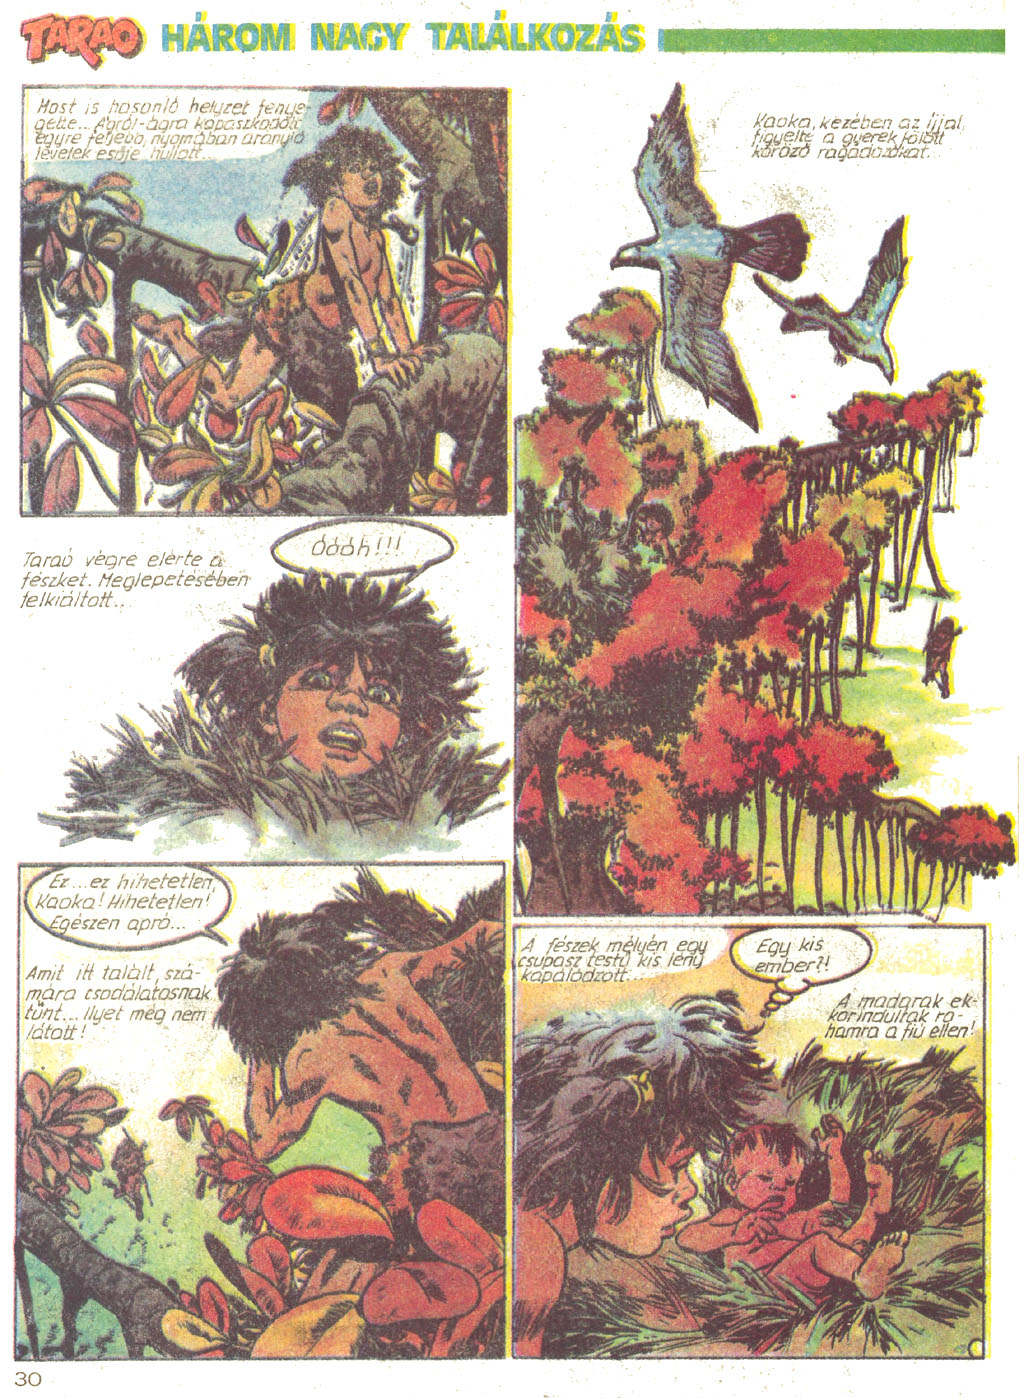 TARAO HÁROM NAGY TALÁLKOZÁS
Most is hasonló helyzet fenye-
gette... Ágról-ágra kapaszkodott
egyre feljebb, nyomában aranyló
levelek esője hullott...
Kaoka, kezében az íjjal,
figyelte a gyerek fölött
köröző ragadozókat...
Taraó végre elérte a
fészket. Meglepetésében
felkiáltott..
Óóóh!!!
Ez...ez hihetetlen,
Kaoka! Hihetetlen!
Egészen apró...
Amit itt talált, szá-
mára csodálatosnak
tűnt... Ilyet még nem
látott!
A fészek mélyén egy
csupasz testű kis lény
kapálódzott...
Egy kis
ember?!
A madarak ek-
kor indultak ro-
hamra a fiú ellen!
30